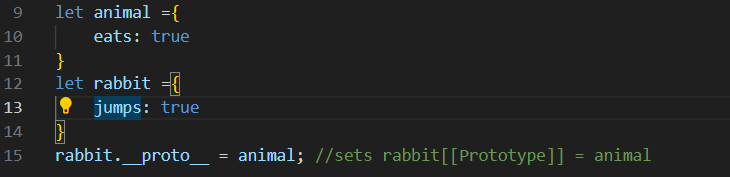 9 let animal ={
10     eats: true
11 }
12 let rabbit ={
13     jumps: true
14 }
15 rabbit.__proto__ = animal; //sets rabbit[[Prototype]] = animal